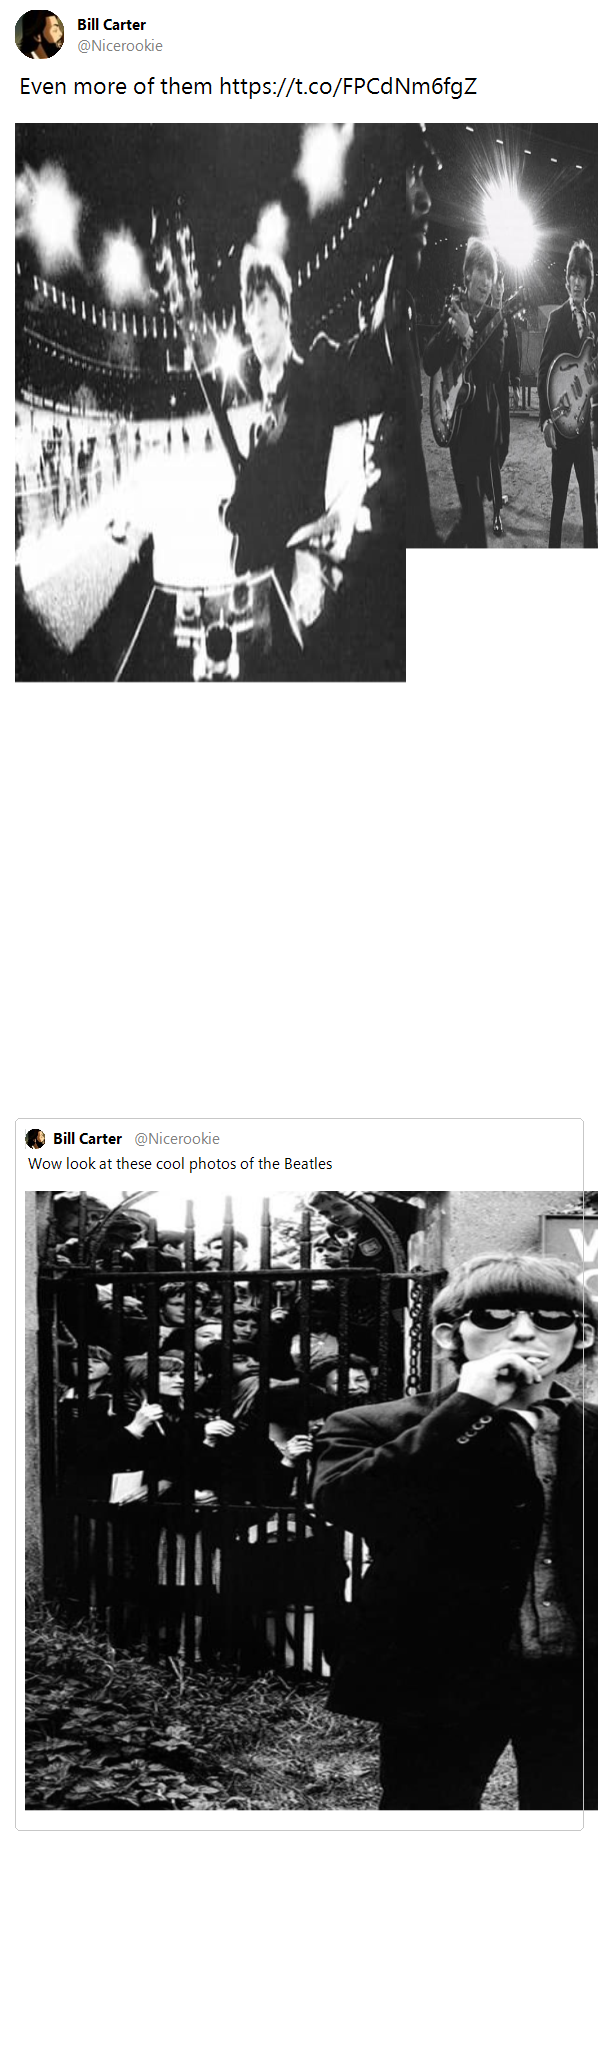 Bill Carter
@Nicerookie
Even more of them https://t.co/FPCdNm6fgZ
Bill Carter @Nicerookie
Wow look at these cool photos of the Beatles